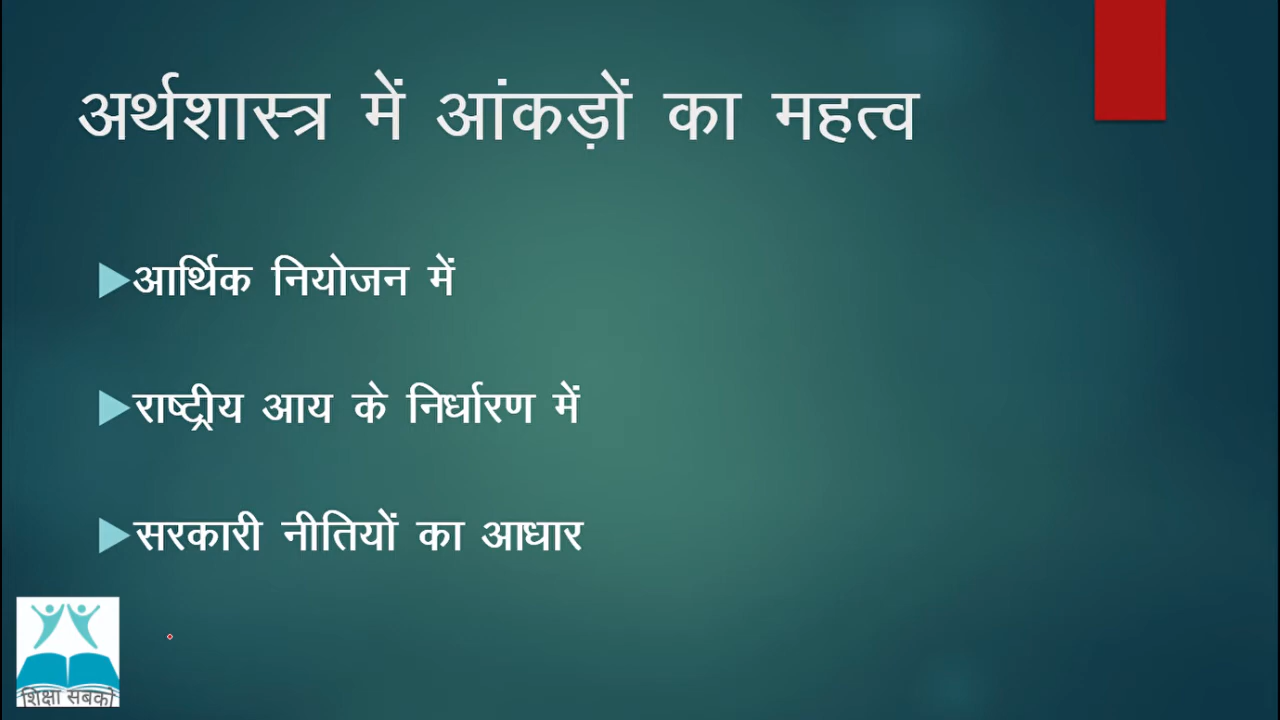 अर्थशास्त्र में आंकड़ों का महत्व
आर्थिक नियोजन में
राष्ट्रीय आय के निर्धारण में
सरकारी नीतियों का आधार
शिक्षा सबको